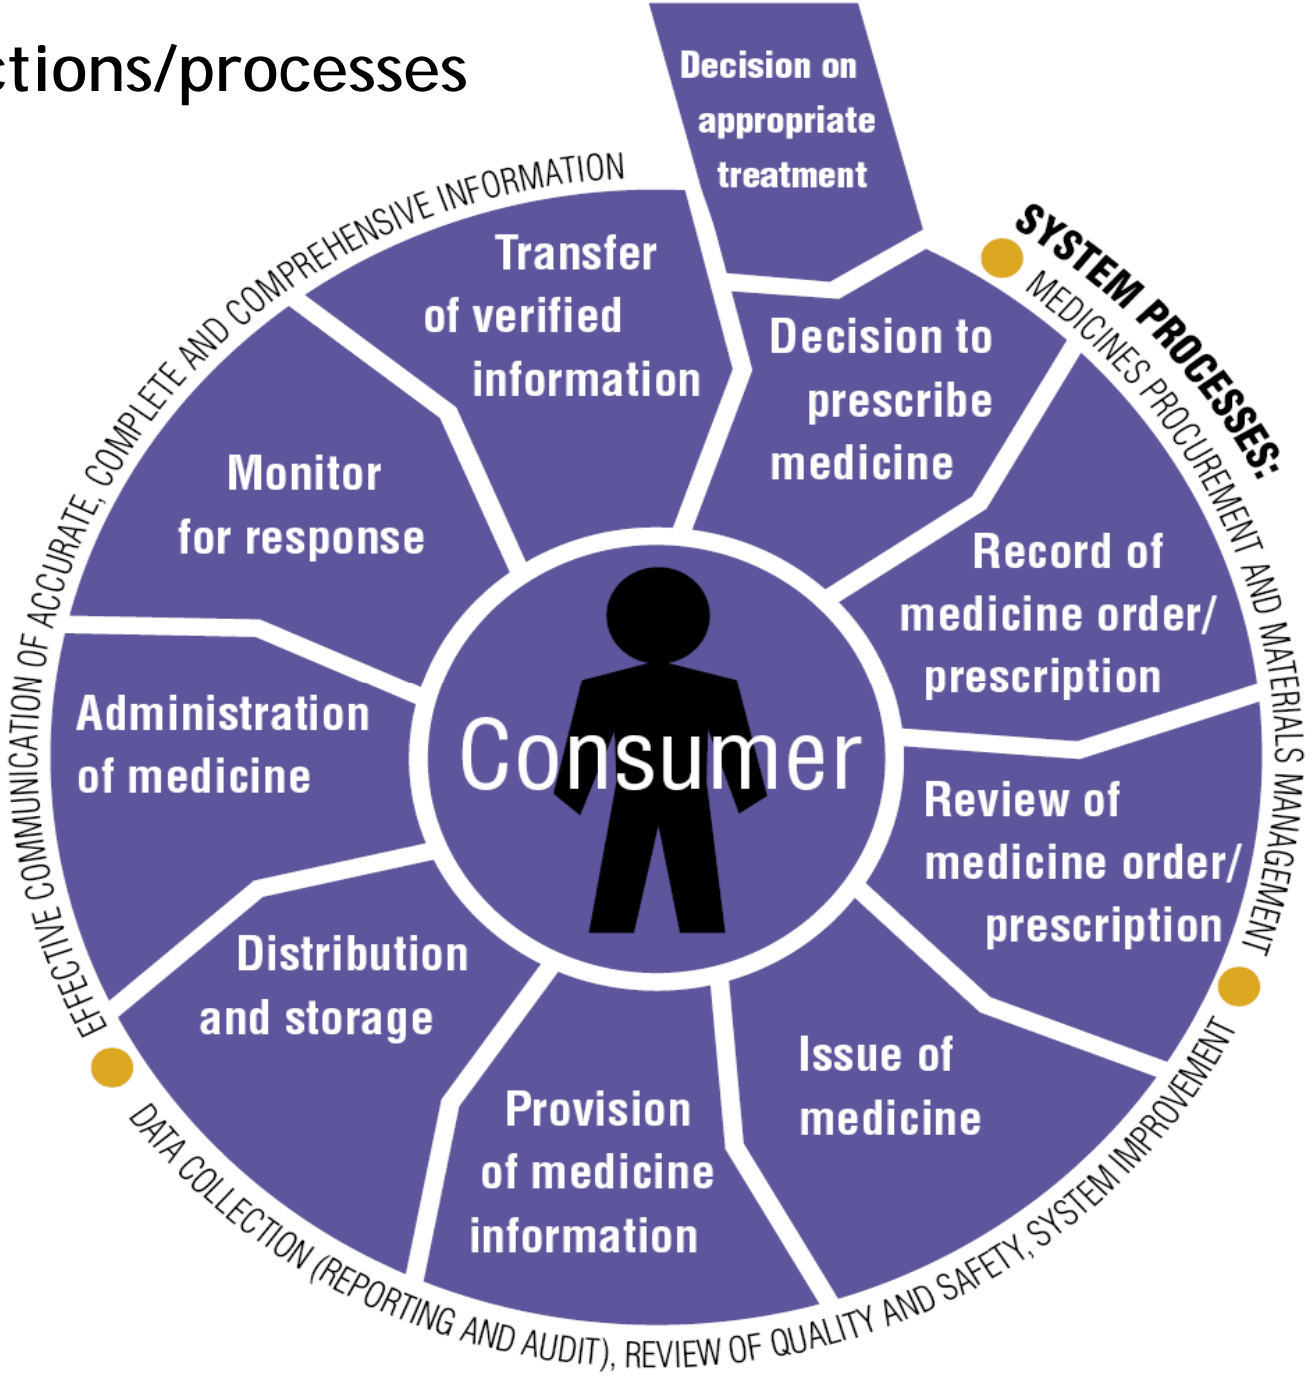 ctions/processes
Decision on
appropriate
treatment
SYSTEM PROCESSES:
MEDICINES PROCUREMENT AND MATERIALS MANAGEMENT
Decision to
prescribe
medicine
Record of
medicine order/
prescription
Review of
medicine order/
prescription
Issue of
medicine
Provision
of medicine
information
Distribution
and storage
Administration
of medicine
Monitor
for response
Transfer
of verified
information
Consumer
DATA COLLECTION (REPORTING AND AUDIT), REVIEW OF QUALITY AND SAFETY, SYSTEM IMPROVEMENT
EFFECTIVE COMMUNICATION OF ACCURATE, COMPLETE AND COMPREHENSIVE INFORMATION